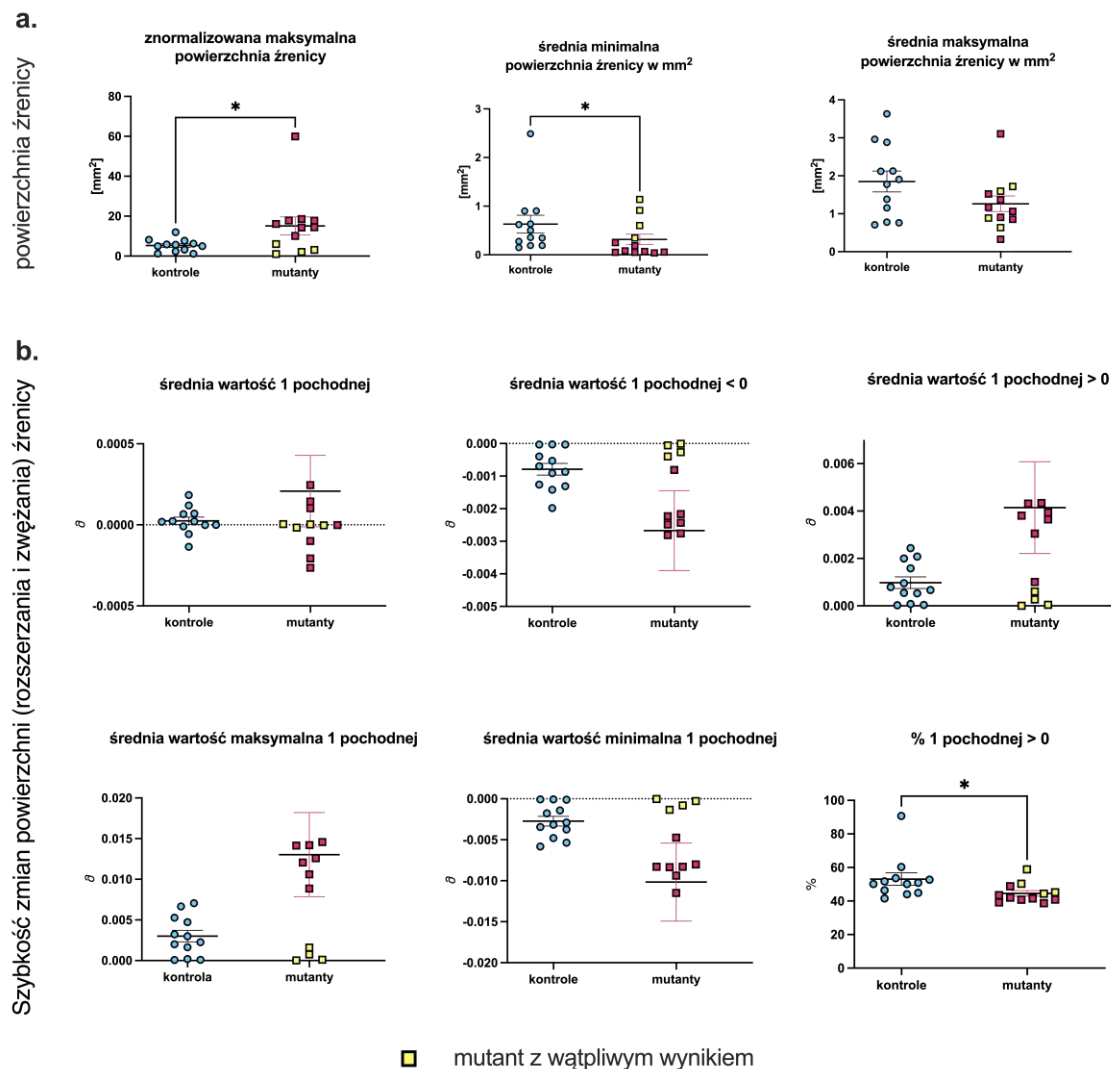 a.
powierzchnia źrenicy
znormalizowana maksymalna
powierzchnia źrenicy
[mm²]
80
60
40
20
0
*
kontrole
mutanty
średnia minimalna
powierzchnia źrenicy w mm²
[mm²]
3
2
1
0
*
kontrole
mutanty
średnia maksymalna
powierzchnia źrenicy w mm²
[mm²]
4
3
2
1
0
kontrole
mutanty
b.
Szybkość zmian powierzchni (rozszerzania i zwężania) źrenicy
średnia wartość 1 pochodnej
∂
0.0005
0.0000
-0.0005
kontrole
mutanty
średnia wartość 1 pochodnej < 0
∂
0.000
-0.001
-0.002
-0.003
-0.004
-0.005
kontrole
mutanty
średnia wartość 1 pochodnej > 0
∂
0.006
0.004
0.002
0.000
kontrole
mutanty
średnia wartość maksymalna 1 pochodnej
∂
0.020
0.015
0.010
0.005
0.000
kontrola
mutanty
średnia wartość minimalna 1 pochodnej
∂
0.000
-0.005
-0.010
-0.015
-0.020
kontrole
mutanty
% 1 pochodnej > 0
%
100
80
60
40
20
0
*
kontrole
mutanty
mutant z wątpliwym wynikiem